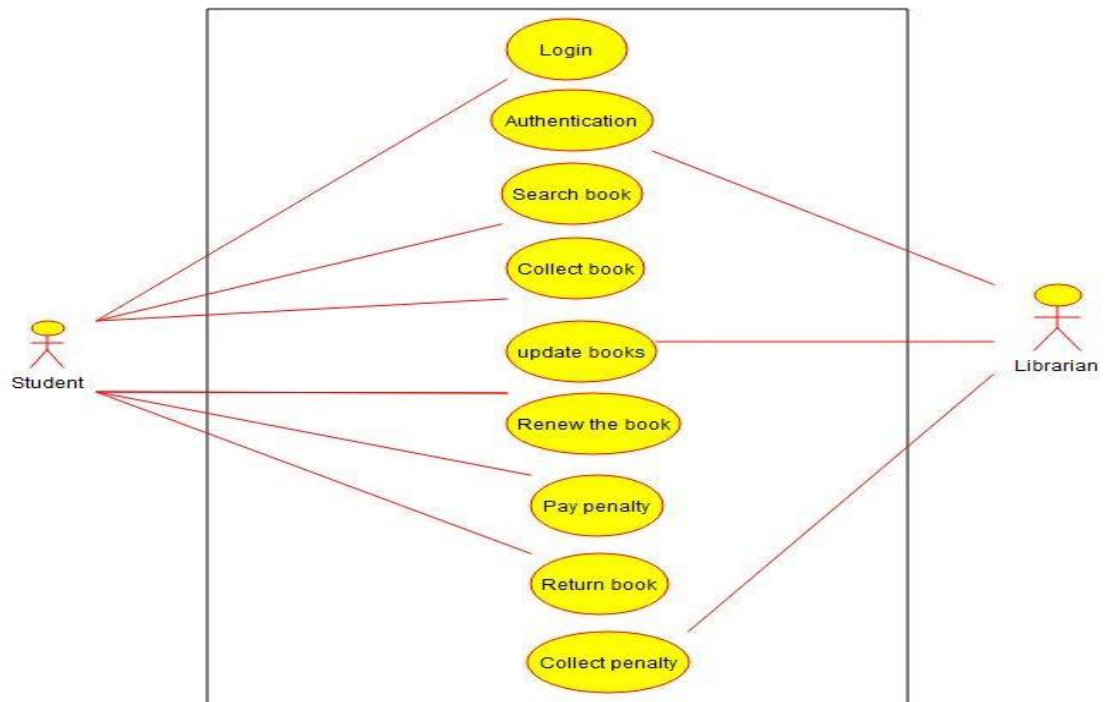 Login
Authentication
Search book
Collect book
update books
Renew the book
Pay penalty
Return book
Collect penalty
Student
Librarian